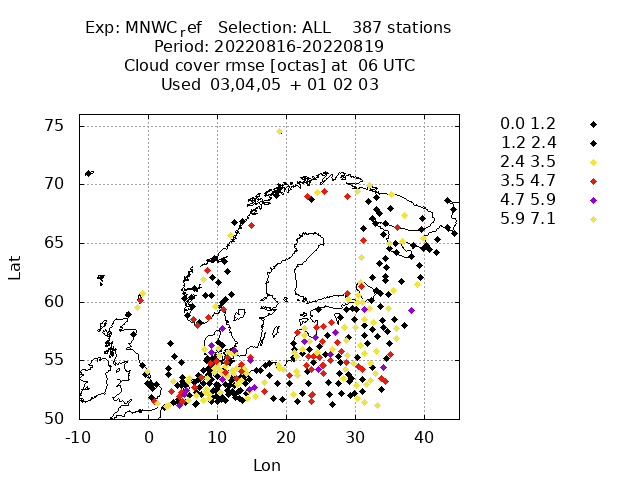 Exp: MNWCref   Selection: ALL    387 stations
Period: 20220816-20220819
Cloud cover rmse [octas] at  06 UTC
Used  03,04,05  + 01 02 03
75
70
65
60
55
50
-10 0 10 20 30 40
Lat
Lon
0.0 1.2
1.2 2.4
2.4 3.5
3.5 4.7
4.7 5.9
5.9 7.1